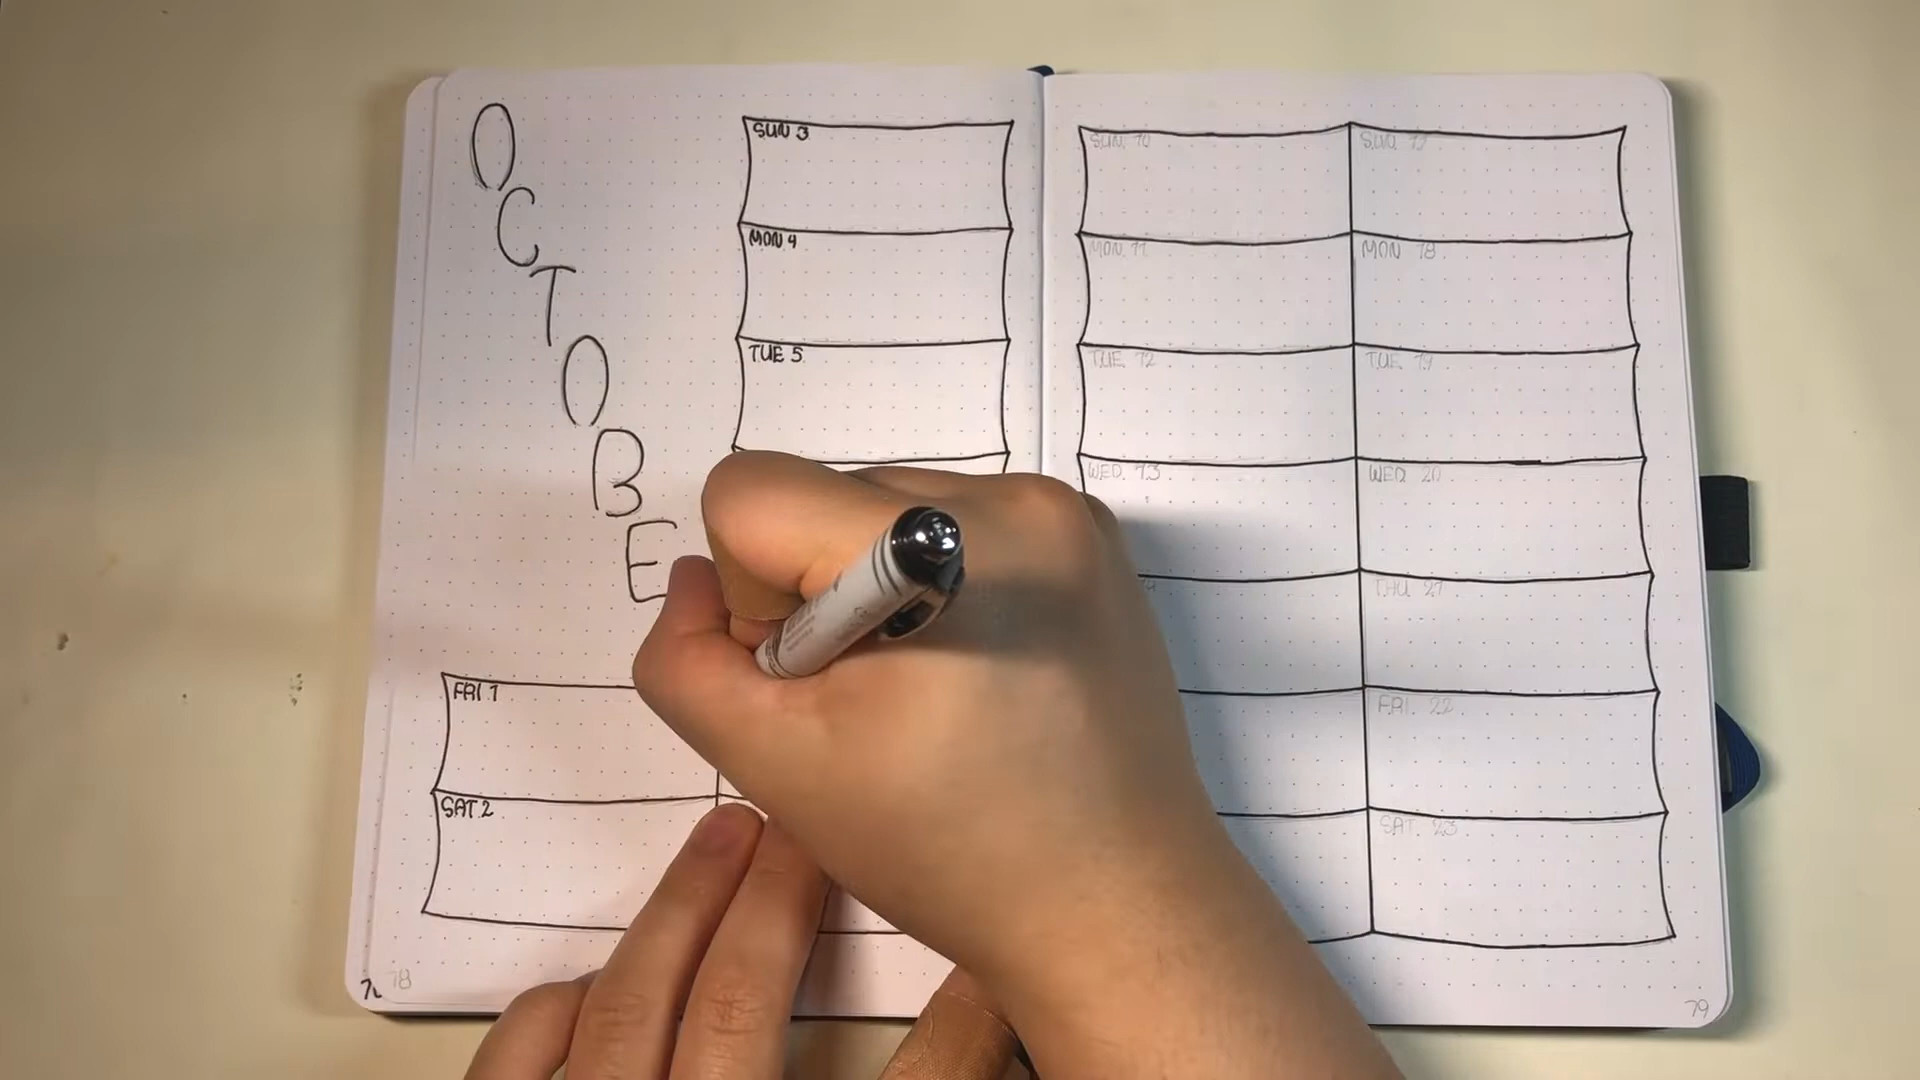 O
C
T
O
B
E
FRI 1
SAT 2
SUN 3
MON 4
TUE 5
SUN. 10
MON. 11
TUE. 12
WED. 13
SUN. 17
MON 18
TUE. 19
WED 20
THU 21
FRI. 22
SAT. 23
78
79